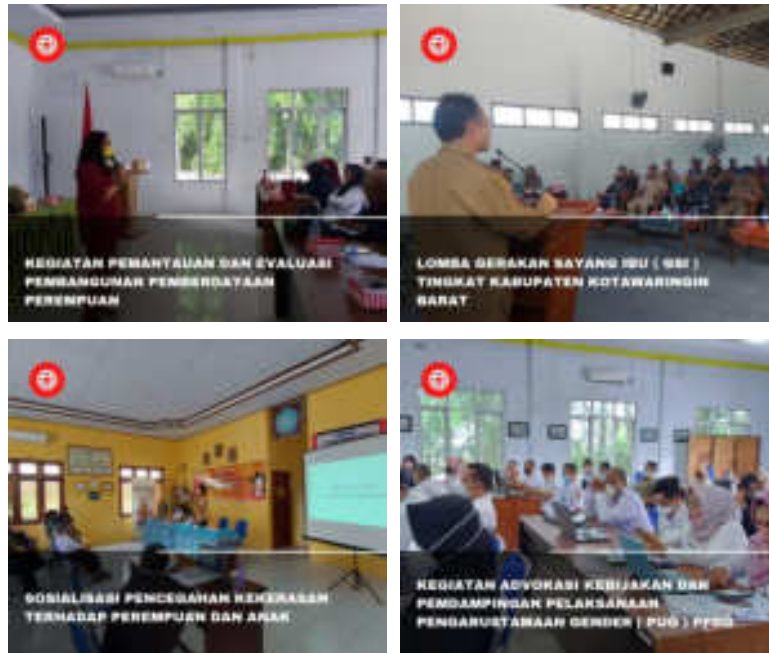 KEGIATAN PEMANTAUAN DAN EVALUASI
PEMBANGUNAN PEMBERDAYAAN
PEREMPUAN
LOMBA GERAKAN SAYANG IBU ( GSI )
TINGKAT KABUPATEN KOTAWARINGIN
BARAT
SOSIALISASI PENCEGAHAN KEKERASAN
TERHADAP PEREMPUAN DAN ANAK
KEGIATAN ADVOKASI KEBIJAKAN DAN
PENDAMPINGAN PELAKSANAAN
PENGARUSTAMAAN GENDER ( PUG )